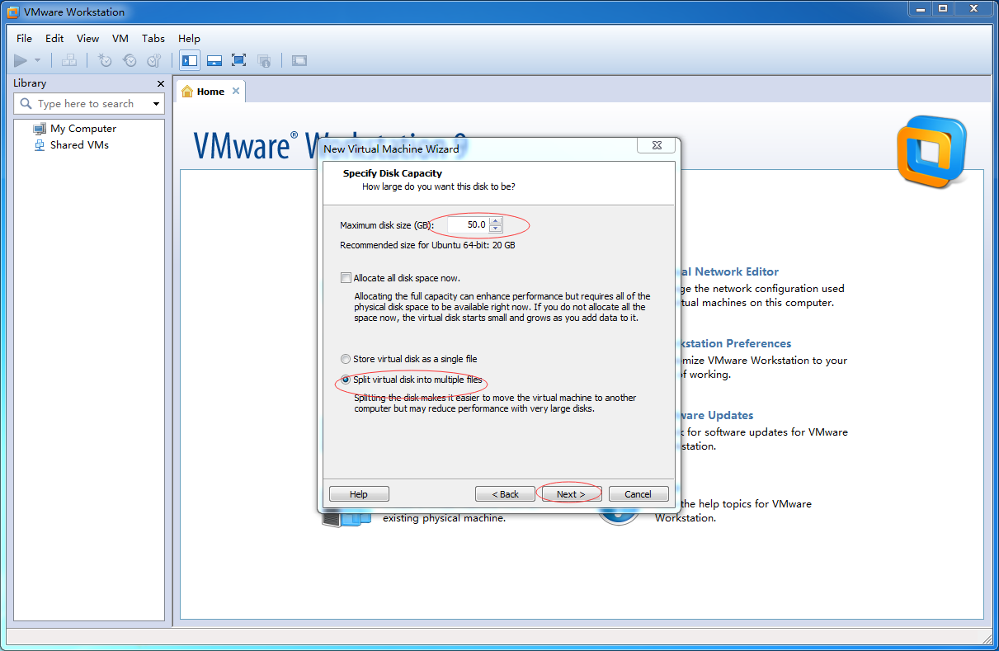 VMware Workstation
File Edit View VM Tabs Help
Library
Type here to search
My Computer
Shared VMs
Home
VMware® Workstation 9
New Virtual Machine Wizard
Specify Disk Capacity
How large do you want this disk to be?
Maximum disk size (GB): 50.0
Recommended size for Ubuntu 64-bit: 20 GB
Allocate all disk space now.
Allocating the full capacity can enhance performance but requires all of the
physical disk space to be available right now. If you do not allocate all the
space now, the virtual disk starts small and grows as you add data to it.
Store virtual disk as a single file
Split virtual disk into multiple files
Splitting the disk makes it easier to move the virtual machine to another
computer but may reduce performance with very large disks.
Help < Back Next > Cancel
existing physical machine.
al Network Editor
ge the network configuration used
tual machines on this computer.
kstation Preferences
mize VMware Workstation to your
of working.
ware Updates
k for software updates for VMware
station.
the help topics for VMware
Workstation.